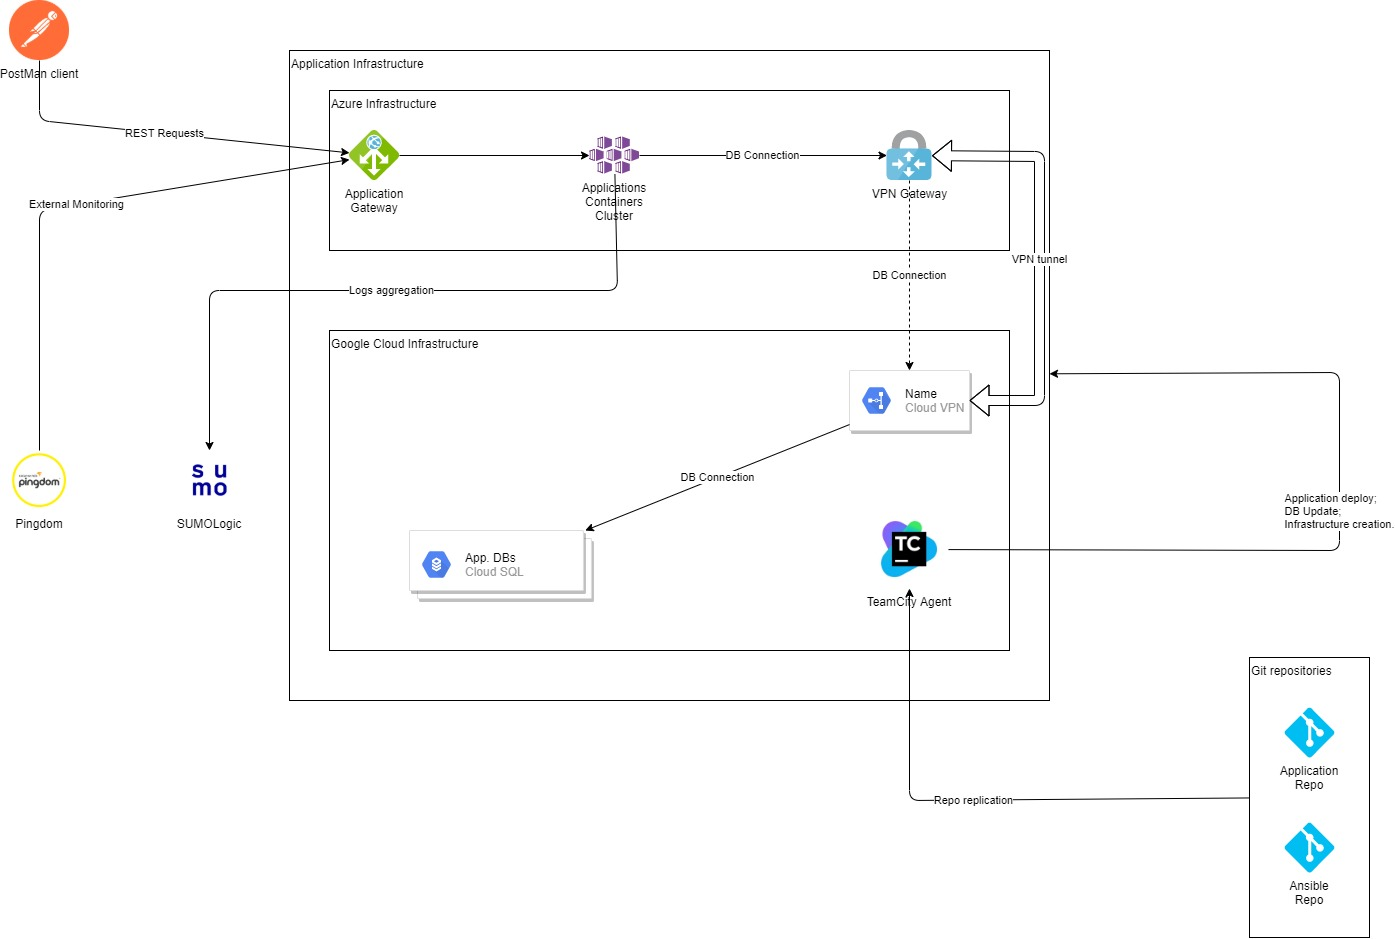 PostMan client
Application Infrastructure
Azure Infrastructure
REST Requests
DB Connection
Application
Gateway
Applications
Containers
Cluster
VPN Gateway
External Monitoring
VPN tunnel
DB Connection
Logs aggregation
Google Cloud Infrastructure
Name
Cloud VPN
DB Connection
pingdom
s u
mo
Pingdom
SUMOLogic
Application deploy;
DB Update;
Infrastructure creation.
TC
App. DBs
Cloud SQL
TeamCity Agent
Git repositories
Application
Repo
Repo replication
Ansible
Repo